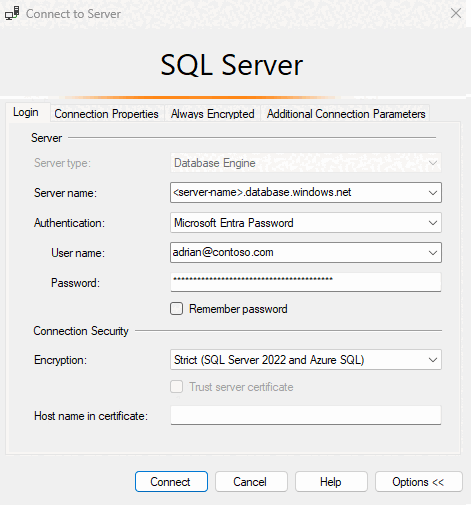 Connect to Server
SQL Server
Login Connection Properties Always Encrypted Additional Connection Parameters
Server
Server type: Database Engine
Server name: <server-name>.database.windows.net
Authentication: Microsoft Entra Password
User name: adrian@contoso.com
Password: ****************************************
Remember password
Connection Security
Encryption: Strict (SQL Server 2022 and Azure SQL)
Trust server certificate
Host name in certificate:
Connect Cancel Help Options <<